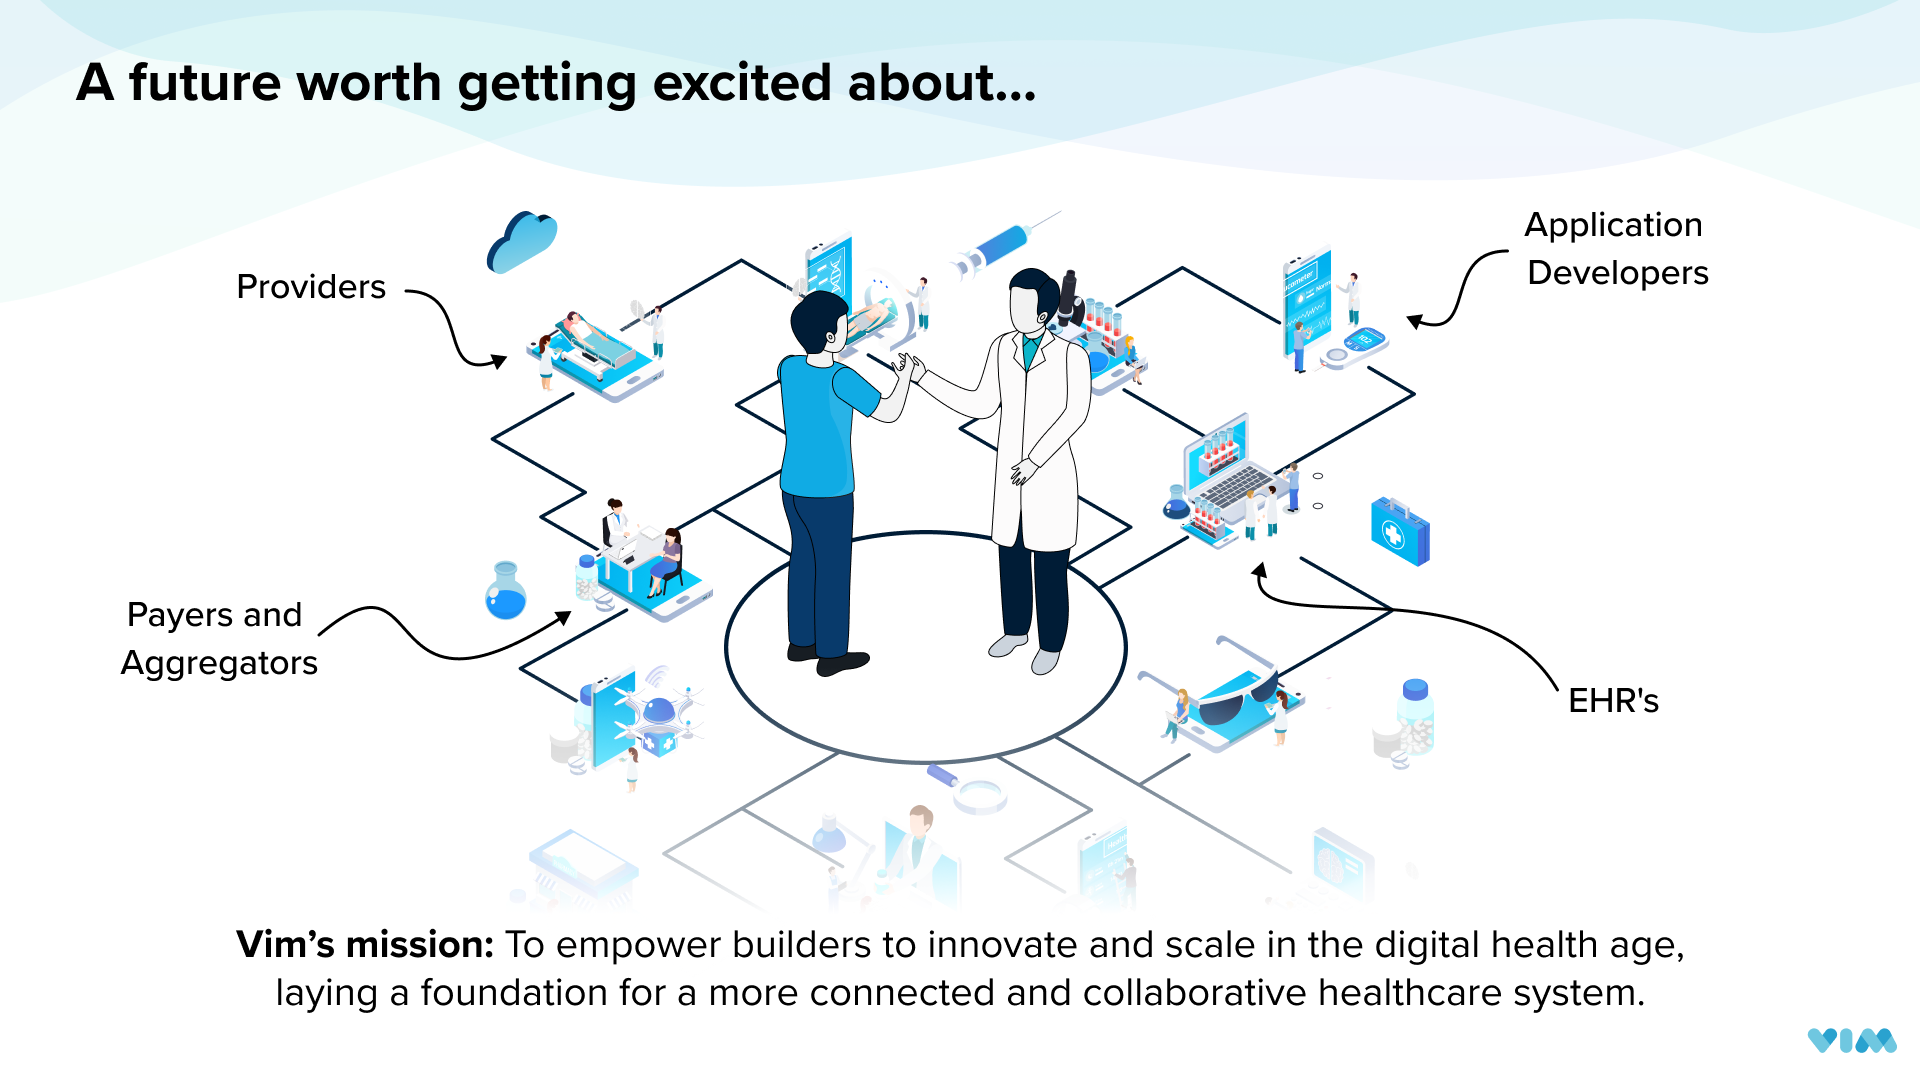 A future worth getting excited about...
Application
Developers
Providers
Payers and
Aggregators
EHR's
Vim’s mission: To empower builders to innovate and scale in the digital health age,
laying a foundation for a more connected and collaborative healthcare system.
VIM